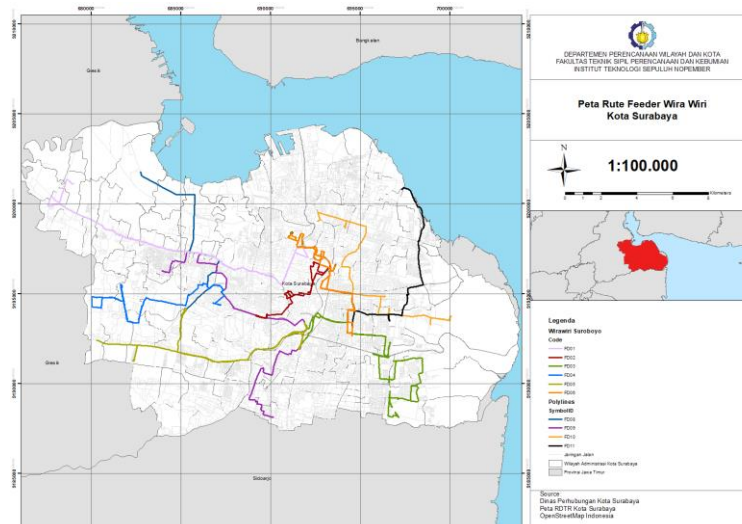 DEPARTEMEN PERENCANAAN WILAYAH DAN KOTA
FAKULTAS TEKNIK SIPIL PERENCANAAN DAN KEBUMIAN
INSTITUT TEKNOLOGI SEPULUH NOPEMBER
Peta Rute Feeder Wira Wiri
Kota Surabaya
N
1:100.000
Kilometers
Bangkalan
Gresik
Kota Surabaya
Gresik
Sidoarjo
Legenda
Wirawiri Suroboyo
Code
FD01
FD02
FD03
FD04
FD05
FD06
Polylines
SymbolID
FD08
FD09
FD10
FD11
Jaringan Jalan
Wilayah Administrasi Kota Surabaya
Provinsi Jawa Timur
Source:
Dinas Perhubungan Kota Surabaya
Peta RDTR Kota Surabaya
OpenStreetMap Indonesia